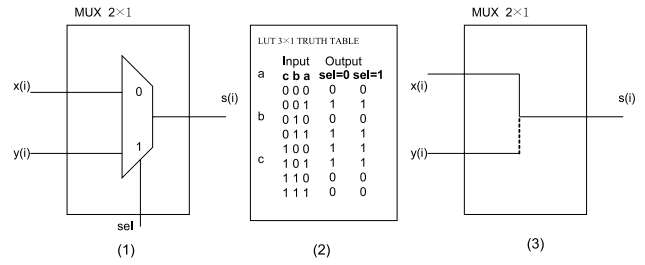 MUX 2×1
x(i)
0
s(i)
y(i)
1
sel
(1)
LUT 3×1 TRUTH TABLE
Input Output
a c b a sel=0 sel=1
0 0 0 0 0
0 0 1 1 1
b 0 1 0 0 0
0 1 1 1 1
1 0 0 1 1
c 1 0 1 1 1
1 1 0 0 0
1 1 1 0 0
(2)
MUX 2×1
x(i)
s(i)
y(i)
(3)